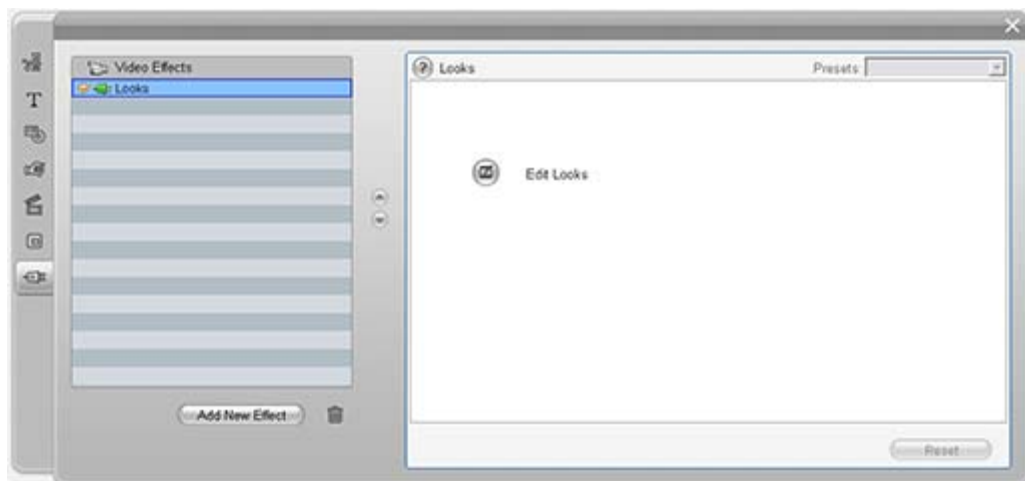 Video Effects
Looks
T
Add New Effect
Looks
Presets
Edit Looks
Reset